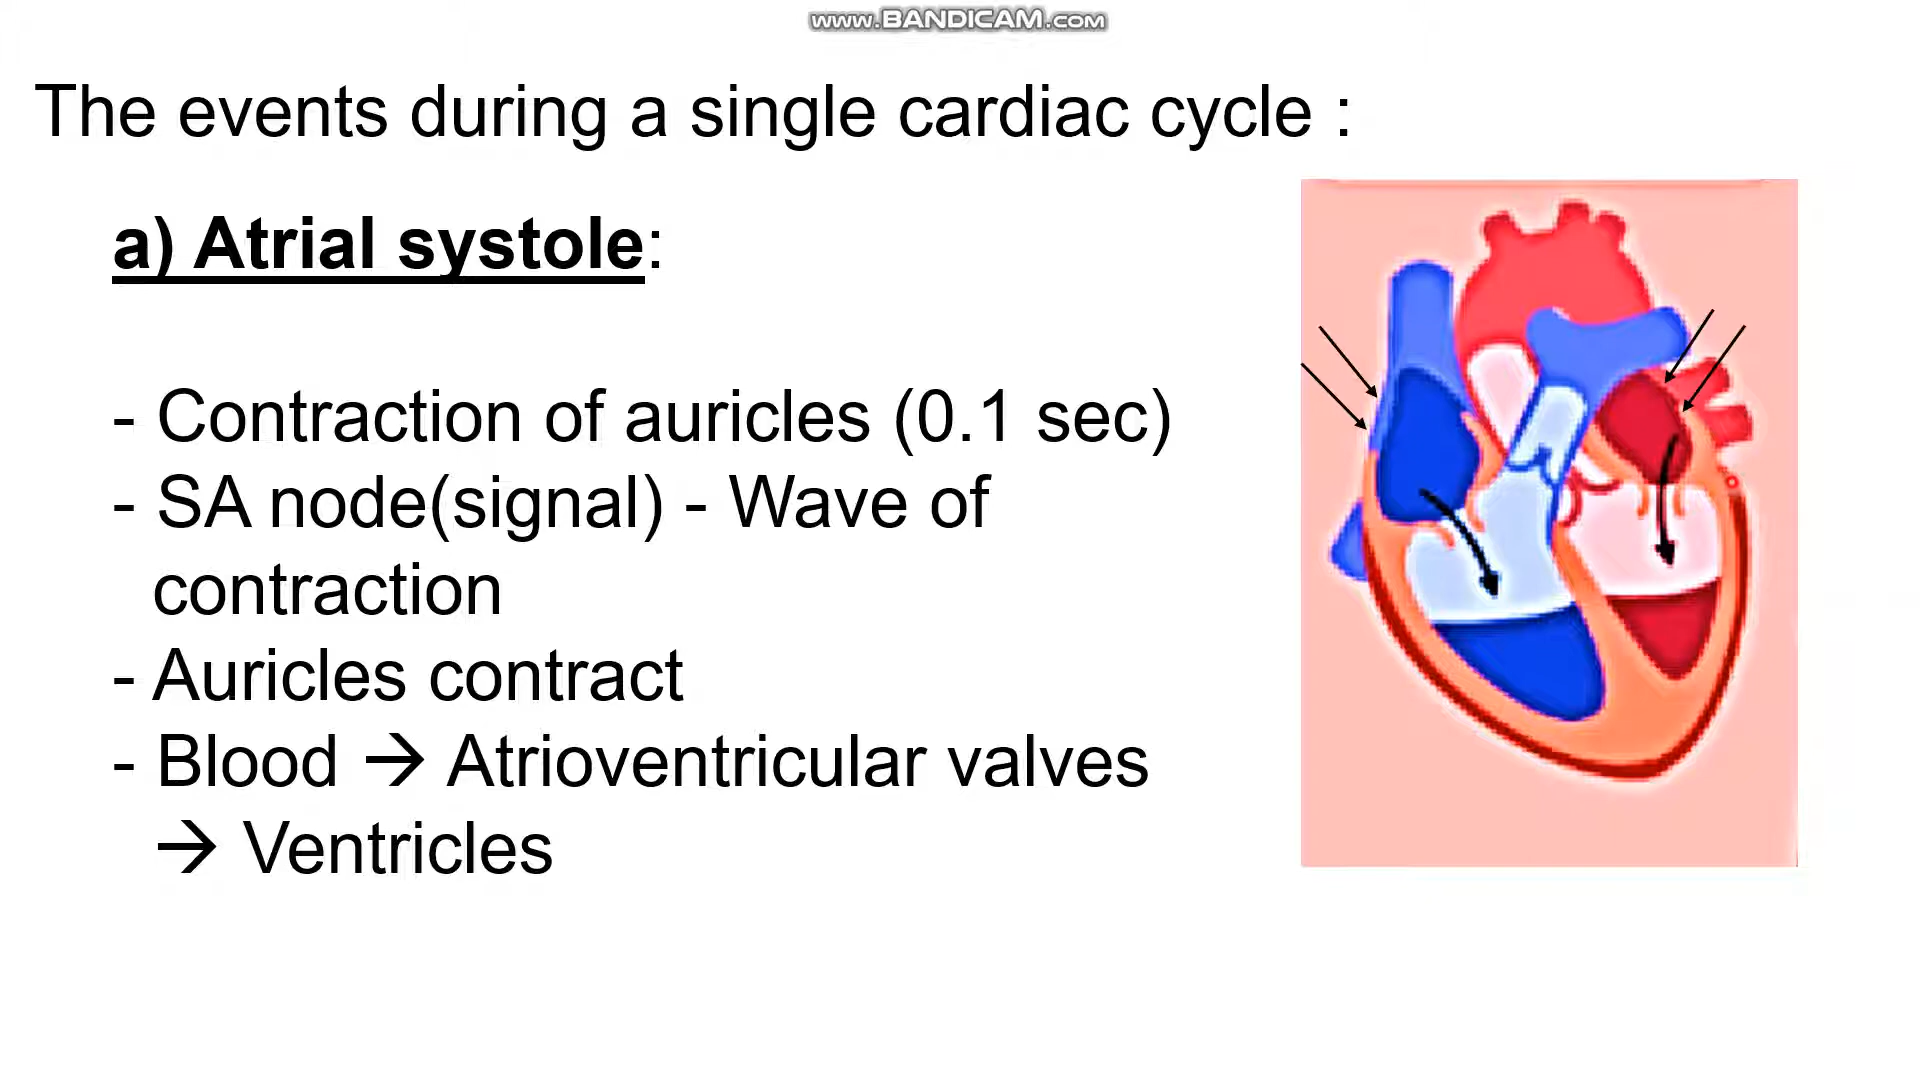 www.BANDICAM.com
The events during a single cardiac cycle :
a) Atrial systole:
- Contraction of auricles (0.1 sec)
- SA node(signal) - Wave of
contraction
- Auricles contract
- Blood → Atrioventricular valves
→ Ventricles